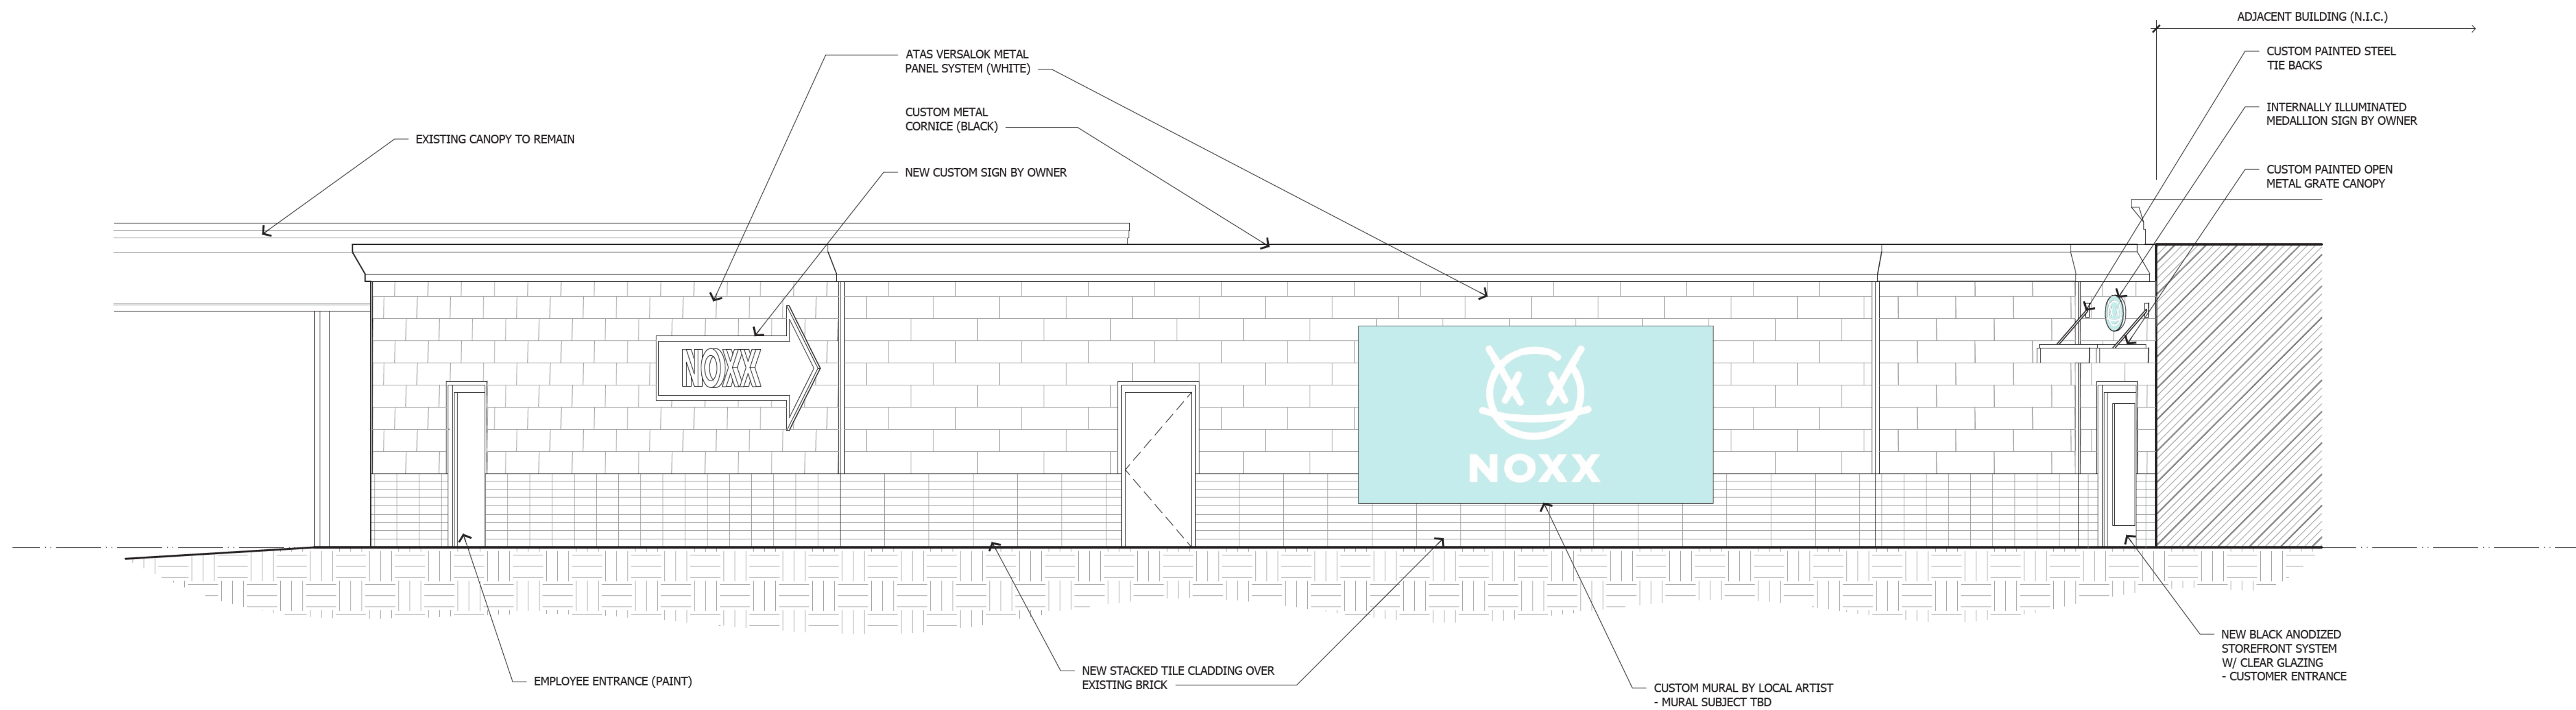 ADJACENT BUILDING (N.I.C.)
ATAS VERSALOK METAL
PANEL SYSTEM (WHITE)
CUSTOM PAINTED STEEL
TIE BACKS
CUSTOM METAL
CORNICE (BLACK)
INTERNALLY ILLUMINATED
MEDALLION SIGN BY OWNER
EXISTING CANOPY TO REMAIN
NEW CUSTOM SIGN BY OWNER
CUSTOM PAINTED OPEN
METAL GRATE CANOPY
NOXX
NOXX
EMPLOYEE ENTRANCE (PAINT)
NEW STACKED TILE CLADDING OVER
EXISTING BRICK
CUSTOM MURAL BY LOCAL ARTIST
- MURAL SUBJECT TBD
NEW BLACK ANODIZED
STOREFRONT SYSTEM
W/ CLEAR GLAZING
- CUSTOMER ENTRANCE